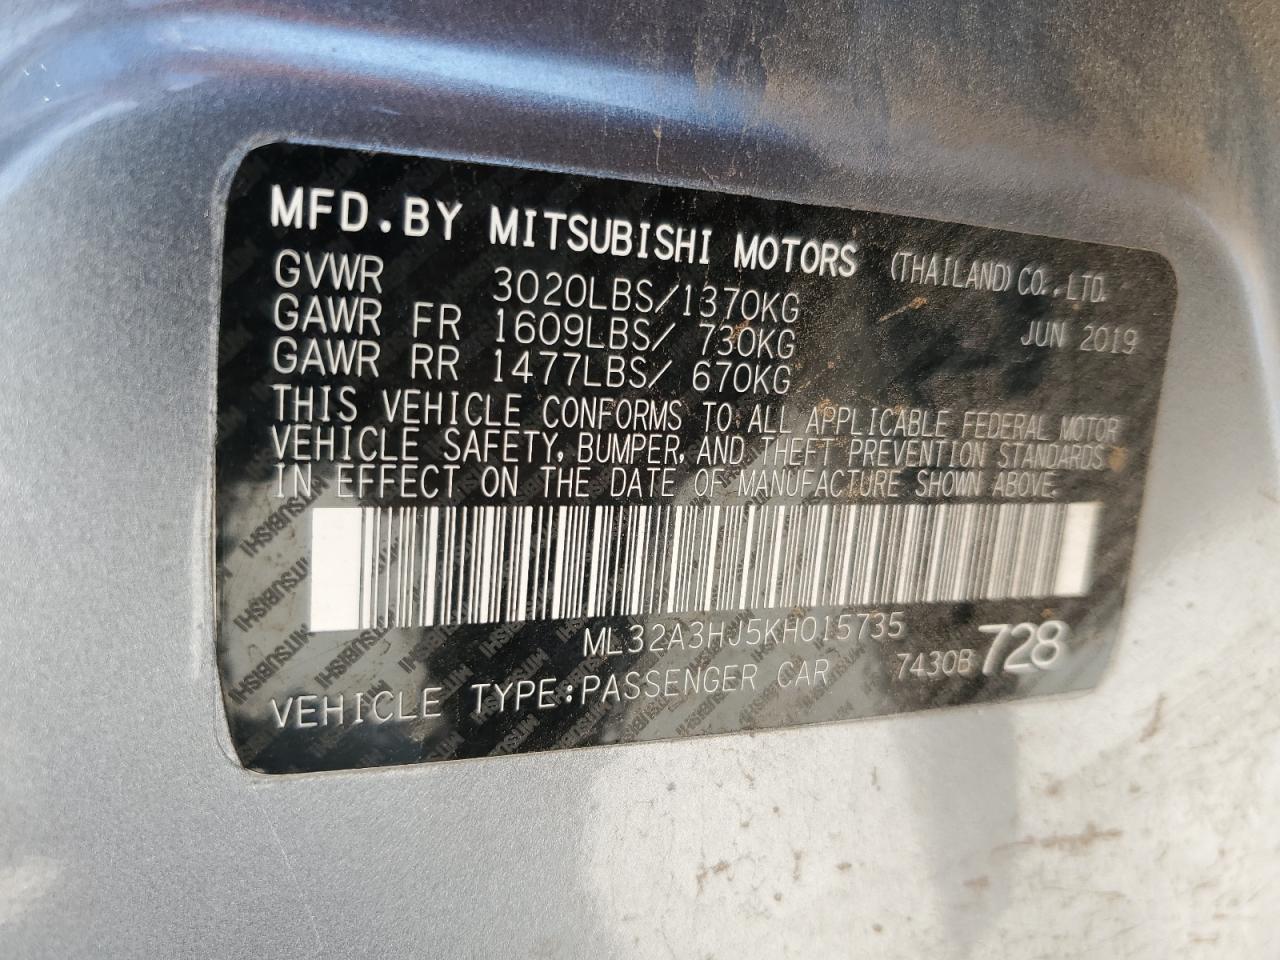 MFD.BY MITSUBISHI MOTORS (THAILAND) CO.,LTD.
GVWR 3020LBS/1370KG
GAWR FR 1609LBS/ 730KG JUN 2019
GAWR RR 1477LBS/ 670KG
THIS VEHICLE CONFORMS TO ALL APPLICABLE FEDERAL MOTOR
VEHICLE SAFETY, BUMPER, AND THEFT PREVENTION STANDARDS
IN EFFECT ON THE DATE OF MANUFACTURE SHOWN ABOVE.
ML32A3HJ5KH015735
VEHICLE TYPE:PASSENGER CAR 7430B 728